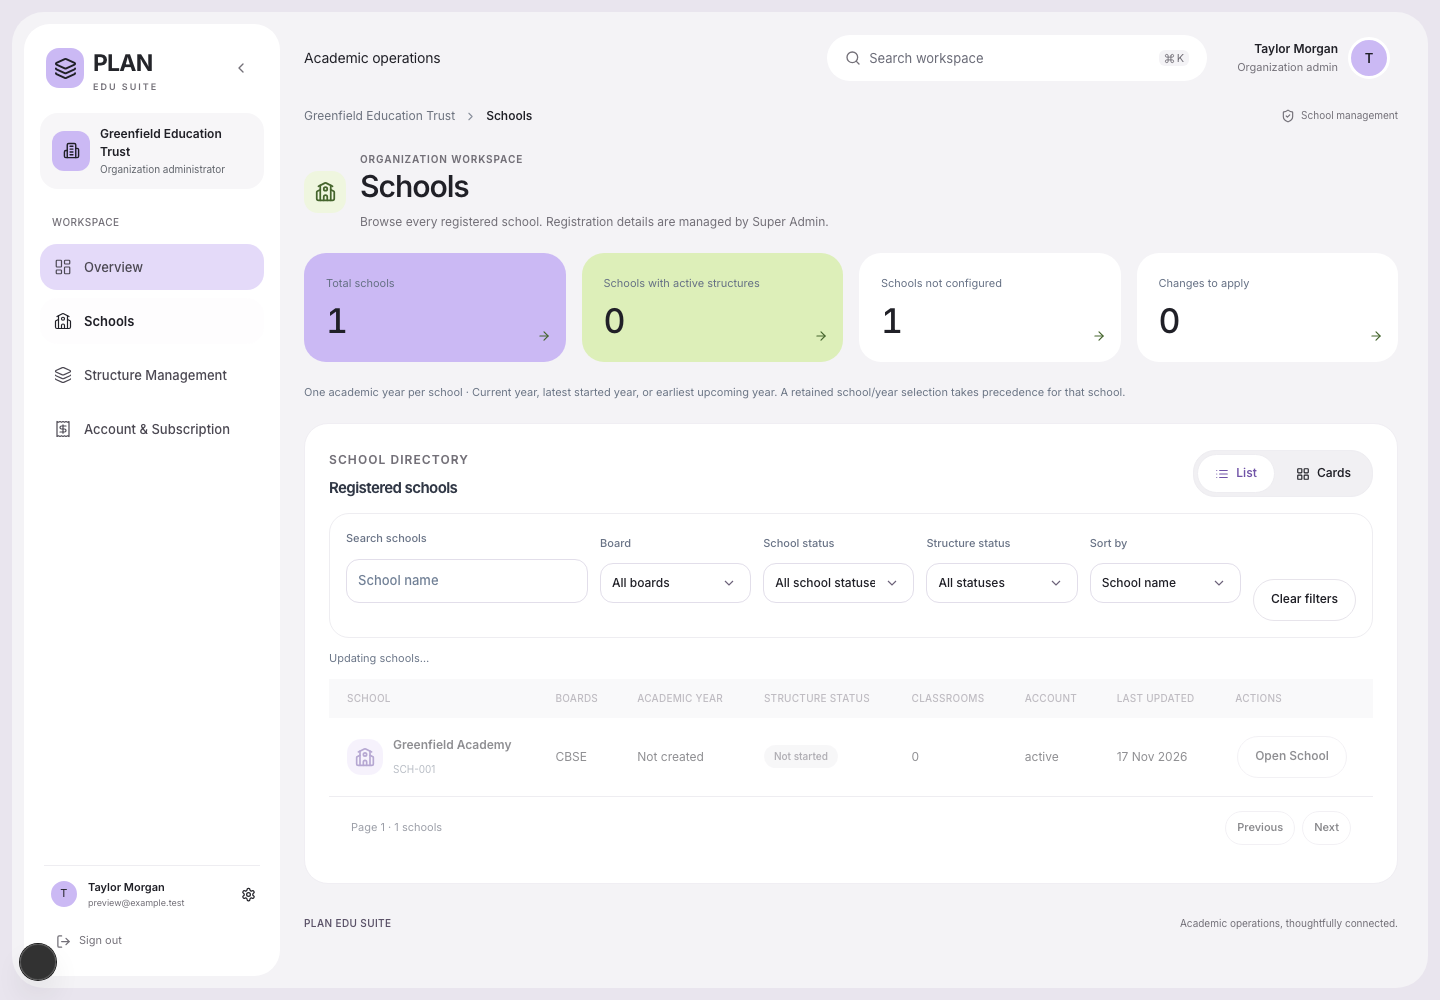 PLAN
EDU SUITE
Greenfield Education
Trust
Organization administrator
WORKSPACE
Overview
Schools
Structure Management
Account & Subscription
T
Taylor Morgan
preview@example.test
Sign out
Academic operations
Search workspace
⌘K
Taylor Morgan
Organization admin
T
Greenfield Education Trust > Schools
School management
ORGANIZATION WORKSPACE
Schools
Browse every registered school. Registration details are managed by Super Admin.
Total schools
1
Schools with active structures
0
Schools not configured
1
Changes to apply
0
One academic year per school · Current year, latest started year, or earliest upcoming year. A retained school/year selection takes precedence for that school.
SCHOOL DIRECTORY
Registered schools
List
Cards
Search schools
School name
Board
All boards
School status
All school statuse
Structure status
All statuses
Sort by
School name
Clear filters
Updating schools...
SCHOOL BOARDS ACADEMIC YEAR STRUCTURE STATUS CLASSROOMS ACCOUNT LAST UPDATED ACTIONS
Greenfield Academy
SCH-001
CBSE
Not created
Not started
0
active
17 Nov 2026
Open School
Page 1 · 1 schools
Previous
Next
PLAN EDU SUITE
Academic operations, thoughtfully connected.